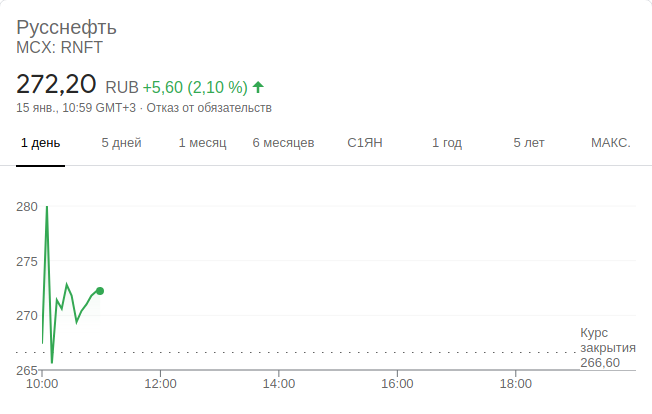 Русснефть
MCX: RNFT
272,20 RUB +5,60 (2,10 %)
15 янв., 10:59 GMT+3 · Отказ от обязательств
1 день 5 дней 1 месяц 6 месяцев С1ЯН 1 год 5 лет МАКС.
280
275
270
Курс
закрытия
266,60
265
10:00 12:00 14:00 16:00 18:00